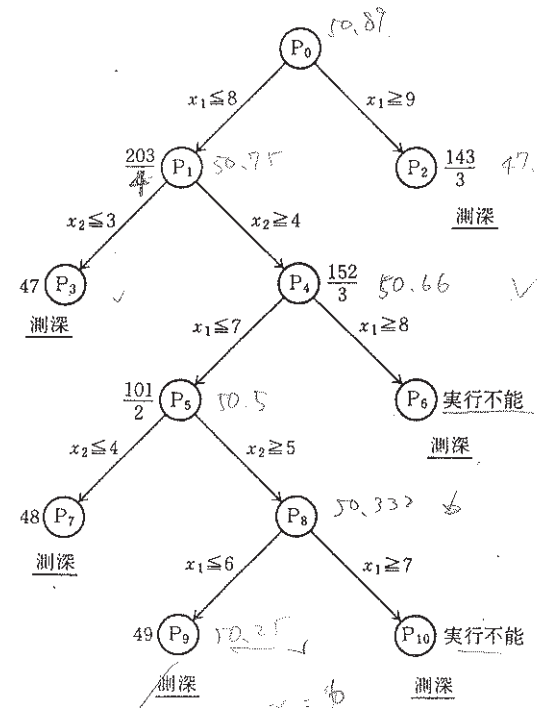 50.89
P0
x1≦8
x1≧9
203/4
P1
50.75
P2
143/3
47.
測深
x2≦3
x2≧4
47
P3
測深
P4
152/3
50.66
x1≦7
x1≧8
101/2
P5
50.5
P6
実行不能
測深
x2≦4
x2≧5
48
P7
測深
P8
50.333
x1≦6
x1≧7
49
P9
50.25
測深
P10
実行不能
測深